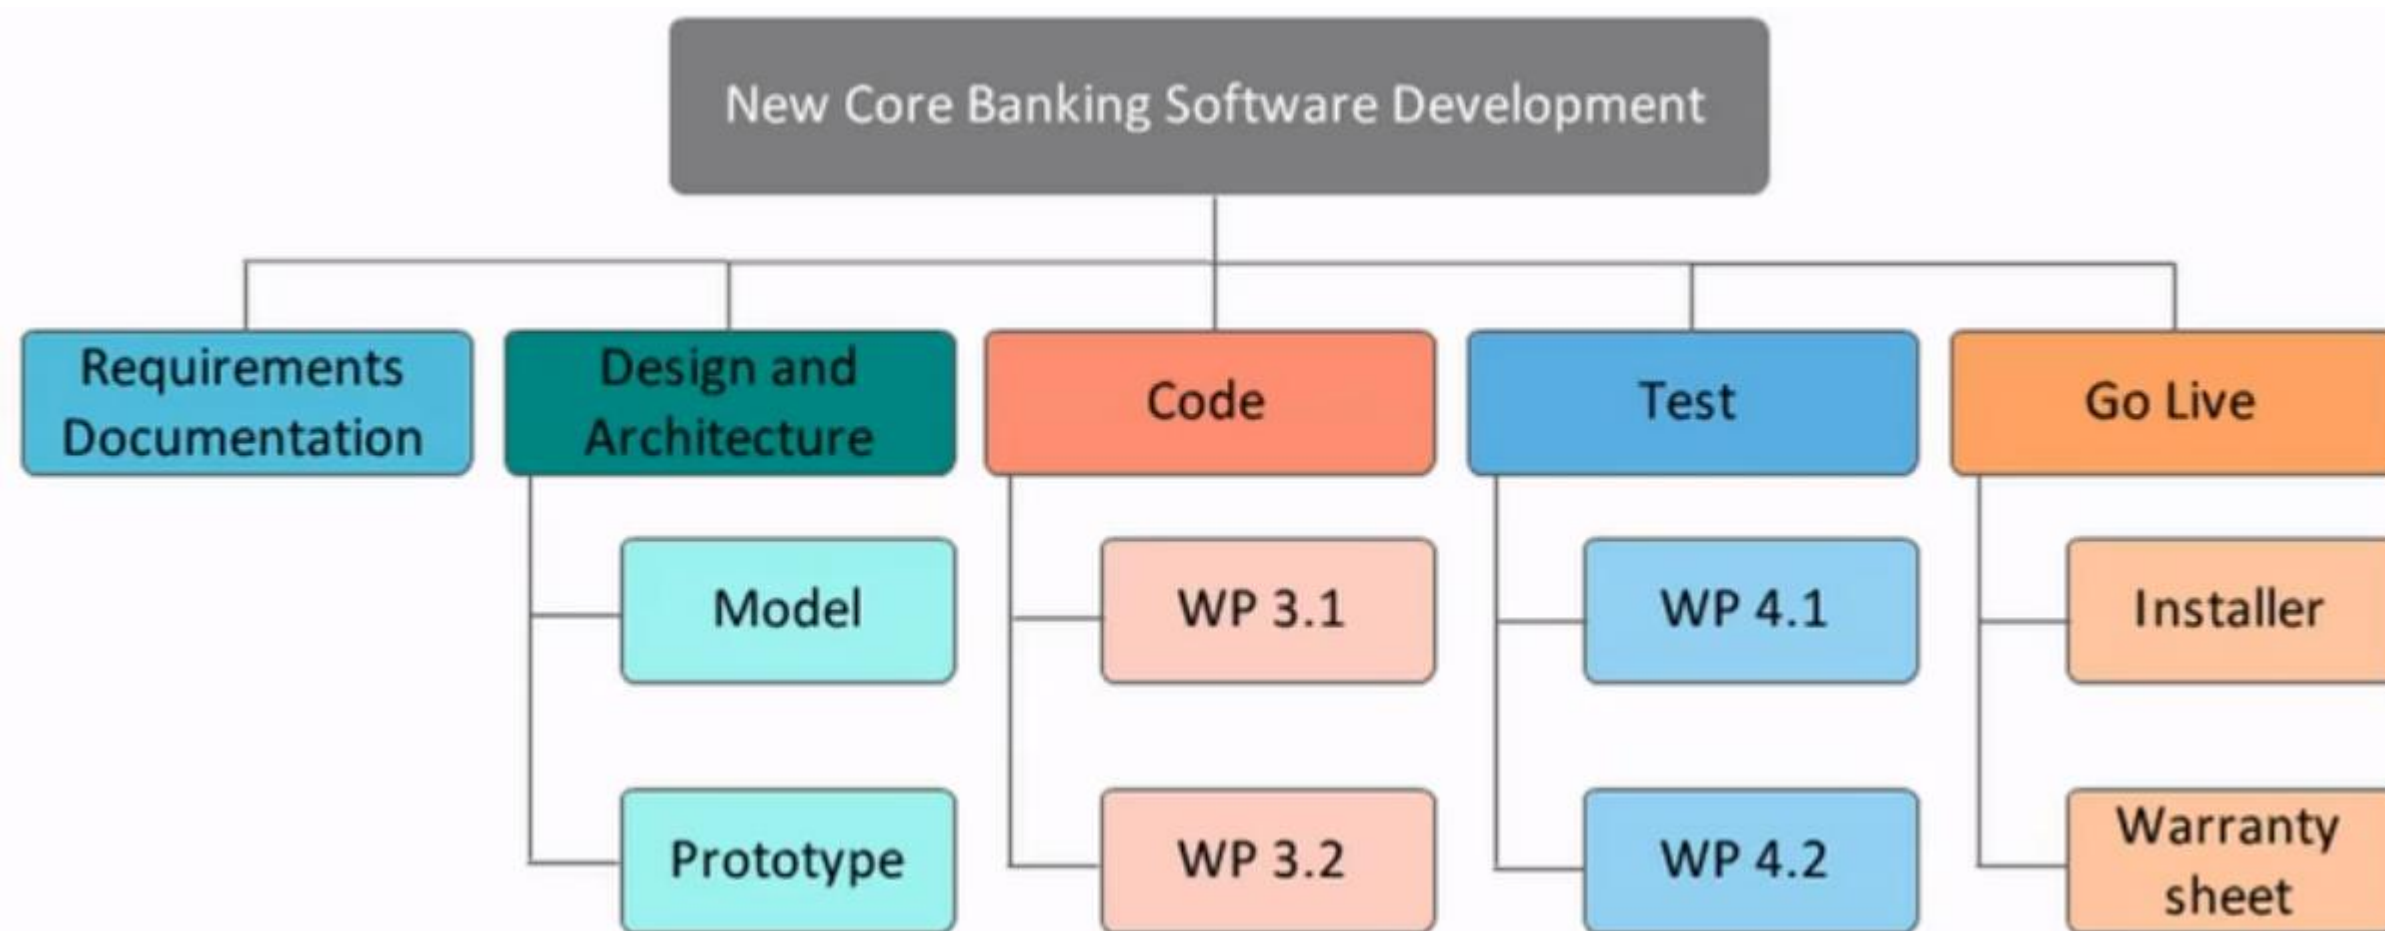 New Core Banking Software Development
Requirements
Documentation
Design and
Architecture
Code
Test
Go Live
Model
WP 3.1
WP 4.1
Installer
Prototype
WP 3.2
WP 4.2
Warranty
sheet